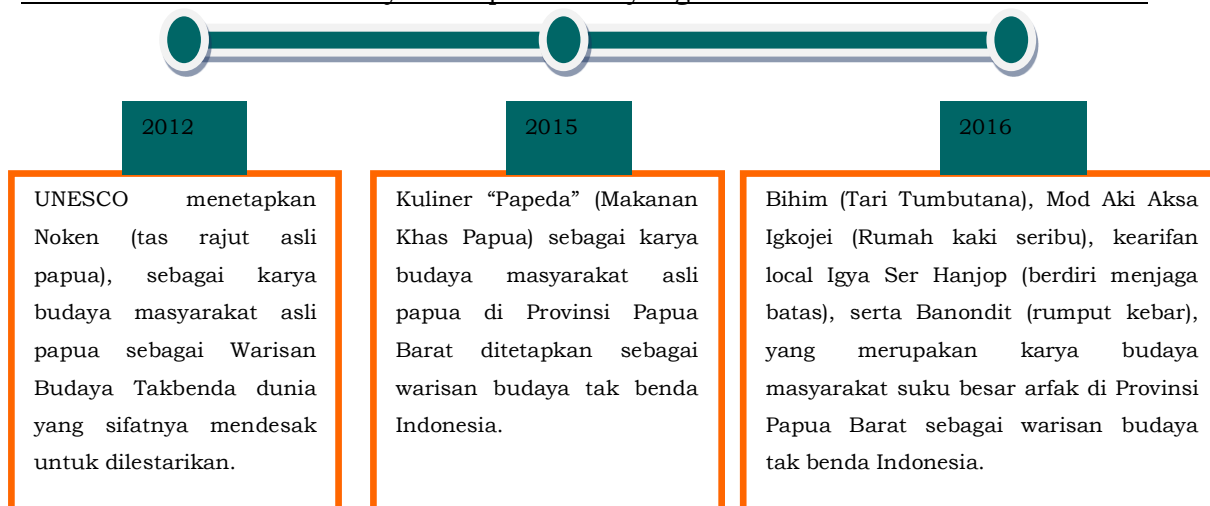 2012
UNESCO menetapkan
Noken (tas rajut asli
papua), sebagai karya
budaya masyarakat asli
papua sebagai Warisan
Budaya Takbenda dunia
yang sifatnya mendesak
untuk dilestarikan.
2015
Kuliner “Papeda” (Makanan
Khas Papua) sebagai karya
budaya masyarakat asli
papua di Provinsi Papua
Barat ditetapkan sebagai
warisan budaya tak benda
Indonesia.
2016
Bihim (Tari Tumbutana), Mod Aki Aksa
Igkojei (Rumah kaki seribu), kearifan
local Igya Ser Hanjop (berdiri menjaga
batas), serta Banondit (rumput kebar),
yang merupakan karya budaya
masyarakat suku besar arfak di Provinsi
Papua Barat sebagai warisan budaya
tak benda Indonesia.